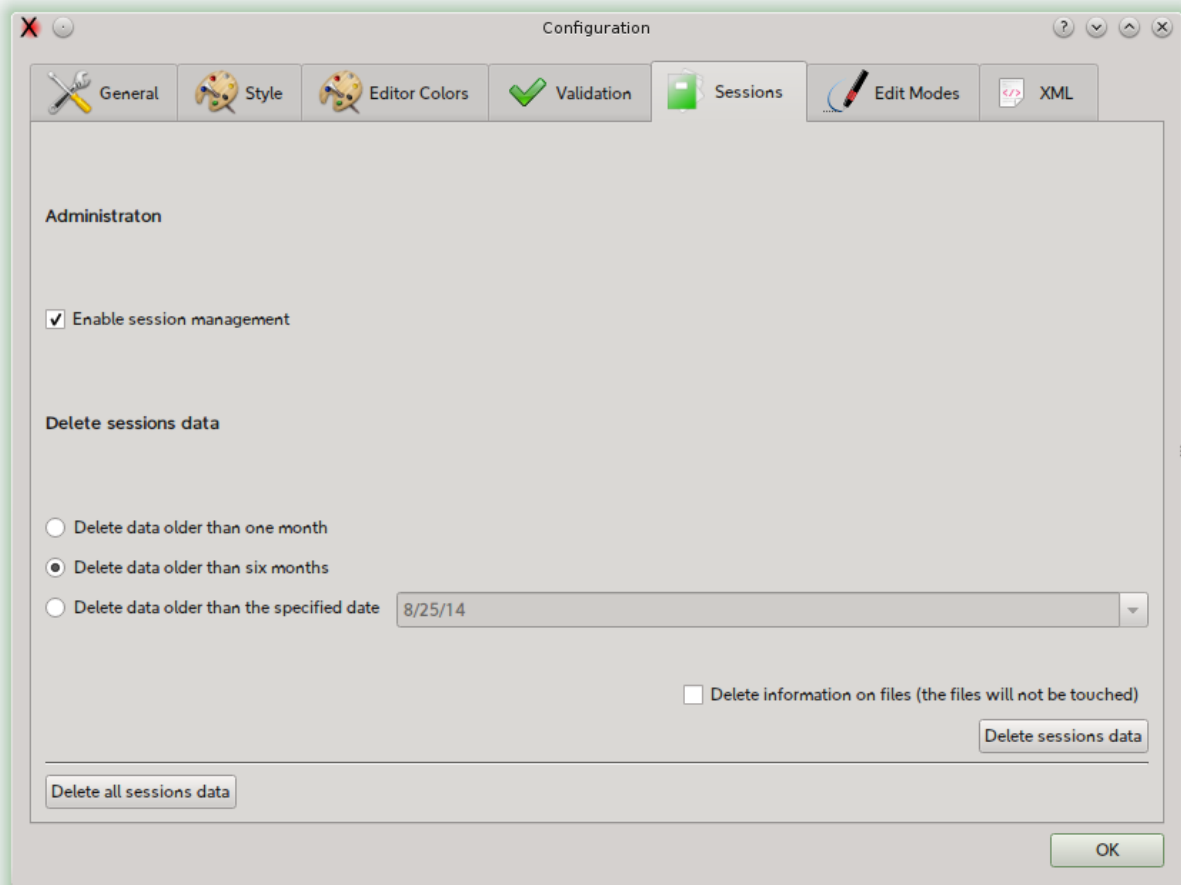 Configuration
General Style Editor Colors Validation Sessions Edit Modes XML
Administraton
Enable session management
Delete sessions data
Delete data older than one month
Delete data older than six months
Delete data older than the specified date 8/25/14
Delete information on files (the files will not be touched)
Delete sessions data
Delete all sessions data
OK